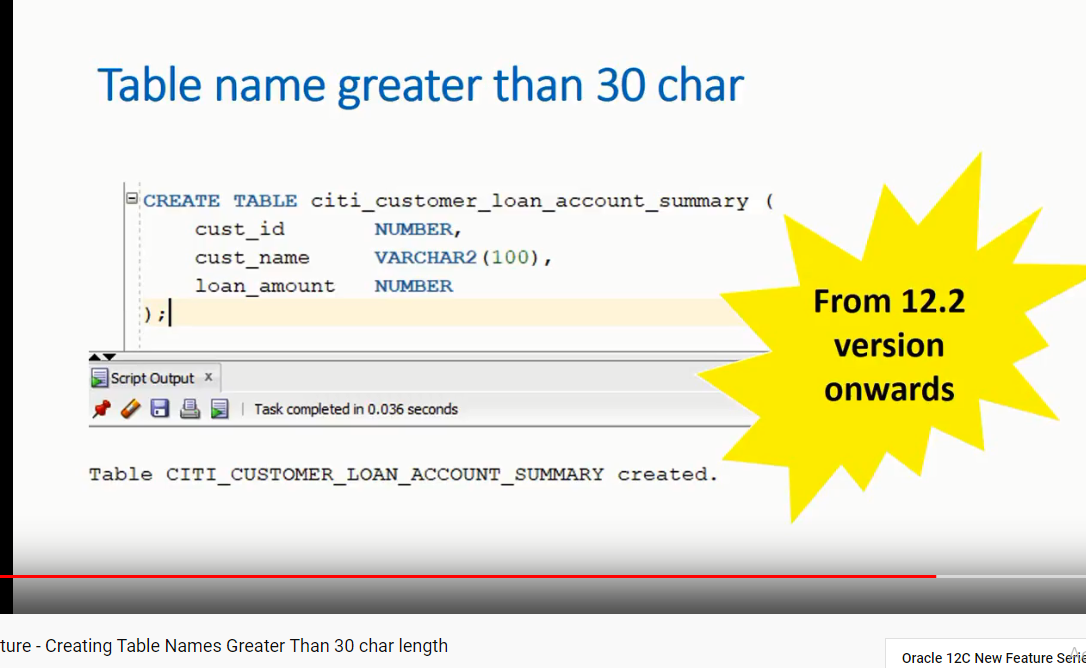 Table name greater than 30 char
CREATE TABLE citi_customer_loan_account_summary (
cust_id NUMBER,
cust_name VARCHAR2(100),
loan_amount NUMBER
);
From 12.2
version
onwards
Script Output x
Task completed in 0.036 seconds
Table CITI_CUSTOMER_LOAN_ACCOUNT_SUMMARY created.
ture - Creating Table Names Greater Than 30 char length
Oracle 12C New Feature Serie